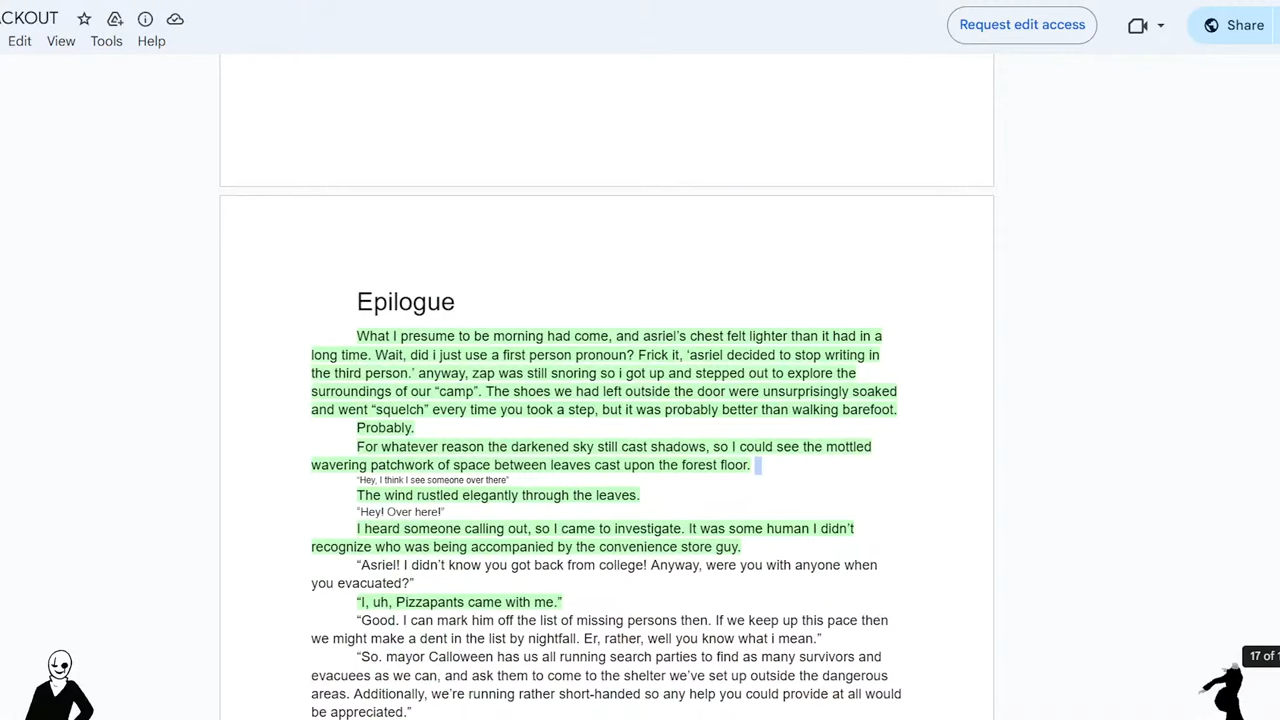 CKOUT
Edit View Tools Help
Request edit access
Share
Epilogue
What I presume to be morning had come, and asriel’s chest felt lighter than it had in a
long time. Wait, did i just use a first person pronoun? Frick it, ‘asriel decided to stop writing in
the third person.’ anyway, zap was still snoring so i got up and stepped out to explore the
surroundings of our “camp”. The shoes we had left outside the door were unsurprisingly soaked
and went “squelch” every time you took a step, but it was probably better than walking barefoot.
Probably.
For whatever reason the darkened sky still cast shadows, so I could see the mottled
wavering patchwork of space between leaves cast upon the forest floor.
“Hey, I think I see someone over there”
The wind rustled elegantly through the leaves.
“Hey! Over here!”
I heard someone calling out, so I came to investigate. It was some human I didn’t
recognize who was being accompanied by the convenience store guy.
“Asriel! I didn’t know you got back from college! Anyway, were you with anyone when
you evacuated?”
“I, uh, Pizzapants came with me.”
“Good. I can mark him off the list of missing persons then. If we keep up this pace then
we might make a dent in the list by nightfall. Er, rather, well you know what i mean.”
“So. mayor Calloween has us all running search parties to find as many survivors and
evacuees as we can, and ask them to come to the shelter we’ve set up outside the dangerous
areas. Additionally, we’re running rather short-handed so any help you could provide at all would
be appreciated.”
17 of